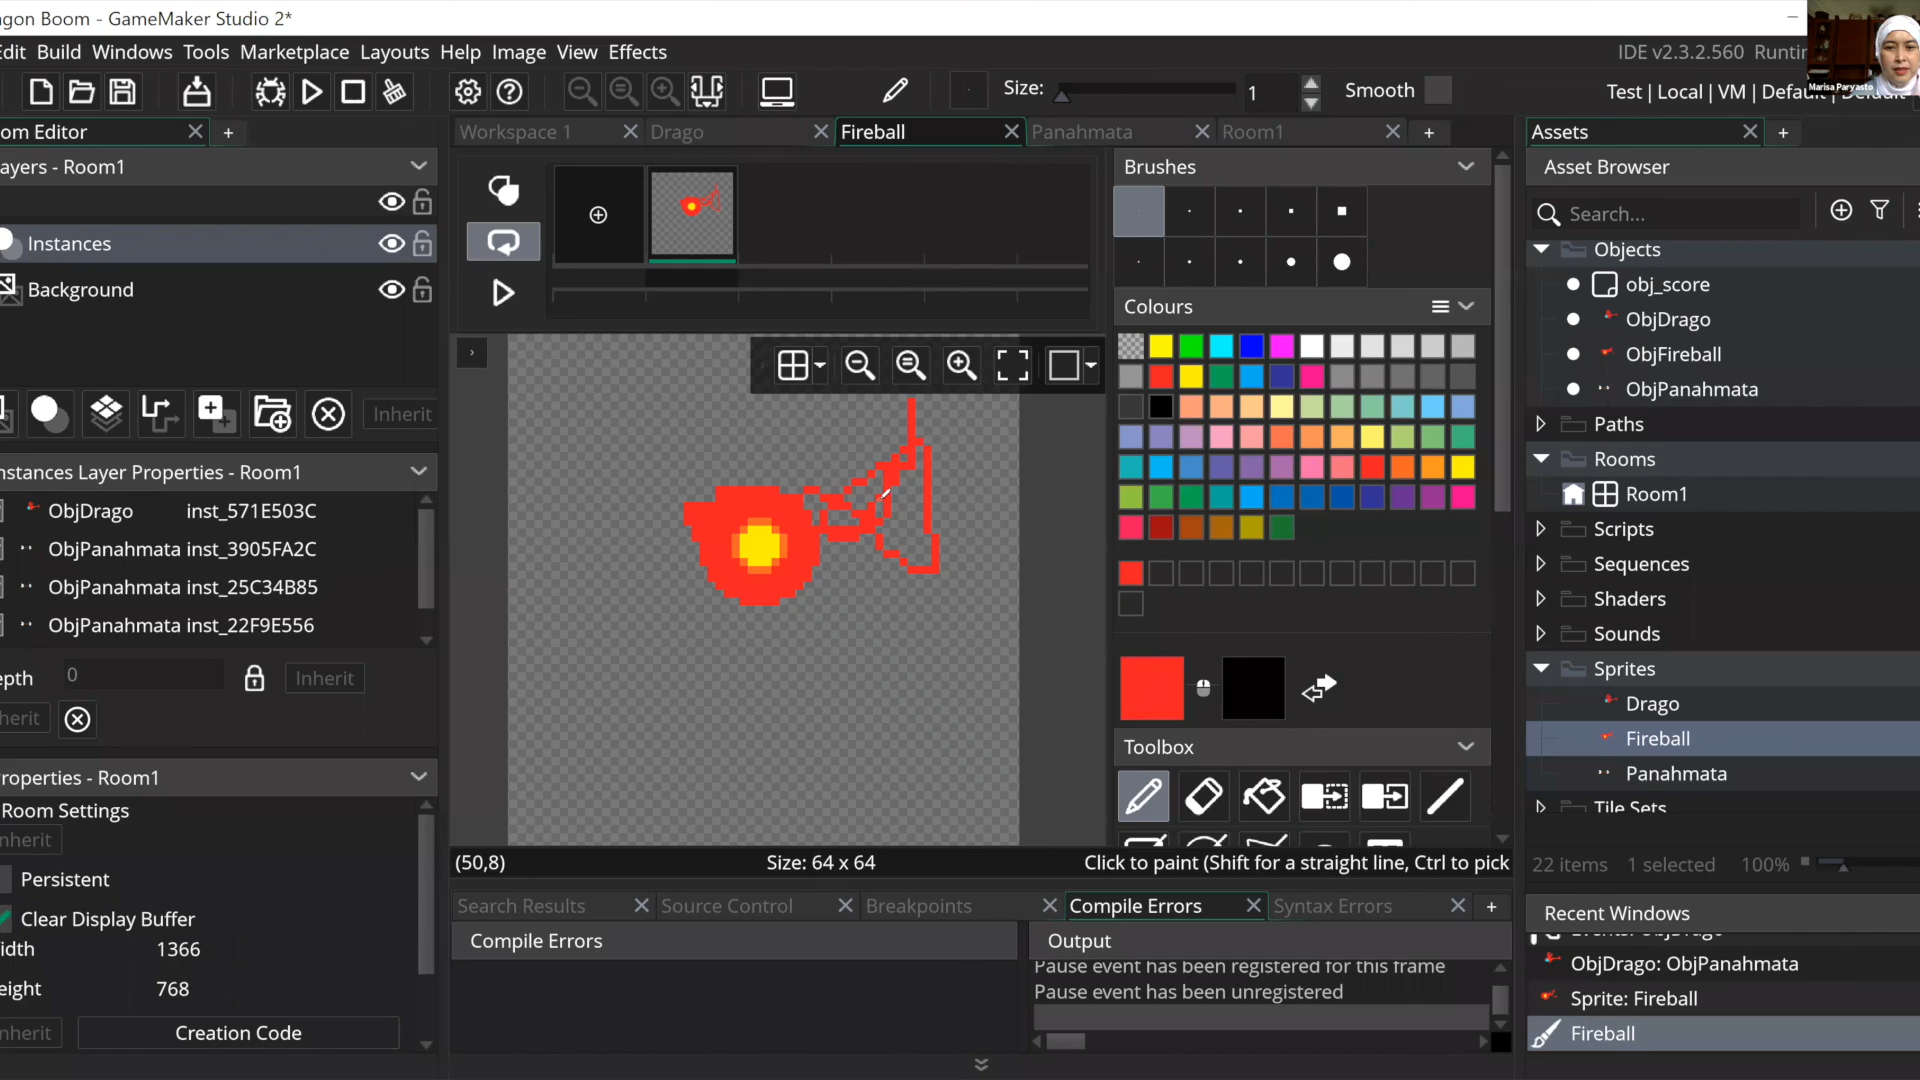 gon Boom - GameMaker Studio 2*
Edit Build Windows Tools Marketplace Layouts Help Image View Effects
IDE v2.3.2.560 Runtim
Size: 1 Smooth
Test | Local | VM | Default | Default
Marisa Paryasto
om Editor
Workspace 1 Drago Fireball Panahmata Room1
Assets
ayers - Room1
Instances
Background
Inherit
nstances Layer Properties - Room1
ObjDrago inst_571E503C
ObjPanahmata inst_3905FA2C
ObjPanahmata inst_25C34B85
ObjPanahmata inst_22F9E556
epth 0 Inherit
herit
roperties - Room1
Room Settings
nherit
Persistent
Clear Display Buffer
idth 1366
eight 768
nherit Creation Code
Brushes
Colours
Toolbox
(50,8) Size: 64 x 64 Click to paint (Shift for a straight line, Ctrl to pick
Search Results Source Control Breakpoints Compile Errors Syntax Errors
Compile Errors
Output
Pause event has been registered for this frame
Pause event has been unregistered
Asset Browser
Search...
Objects
obj_score
ObjDrago
ObjFireball
ObjPanahmata
Paths
Rooms
Room1
Scripts
Sequences
Shaders
Sounds
Sprites
Drago
Fireball
Panahmata
Tile Sets
22 items 1 selected 100%
Recent Windows
Events: ObjDrago
ObjDrago: ObjPanahmata
Sprite: Fireball
Fireball